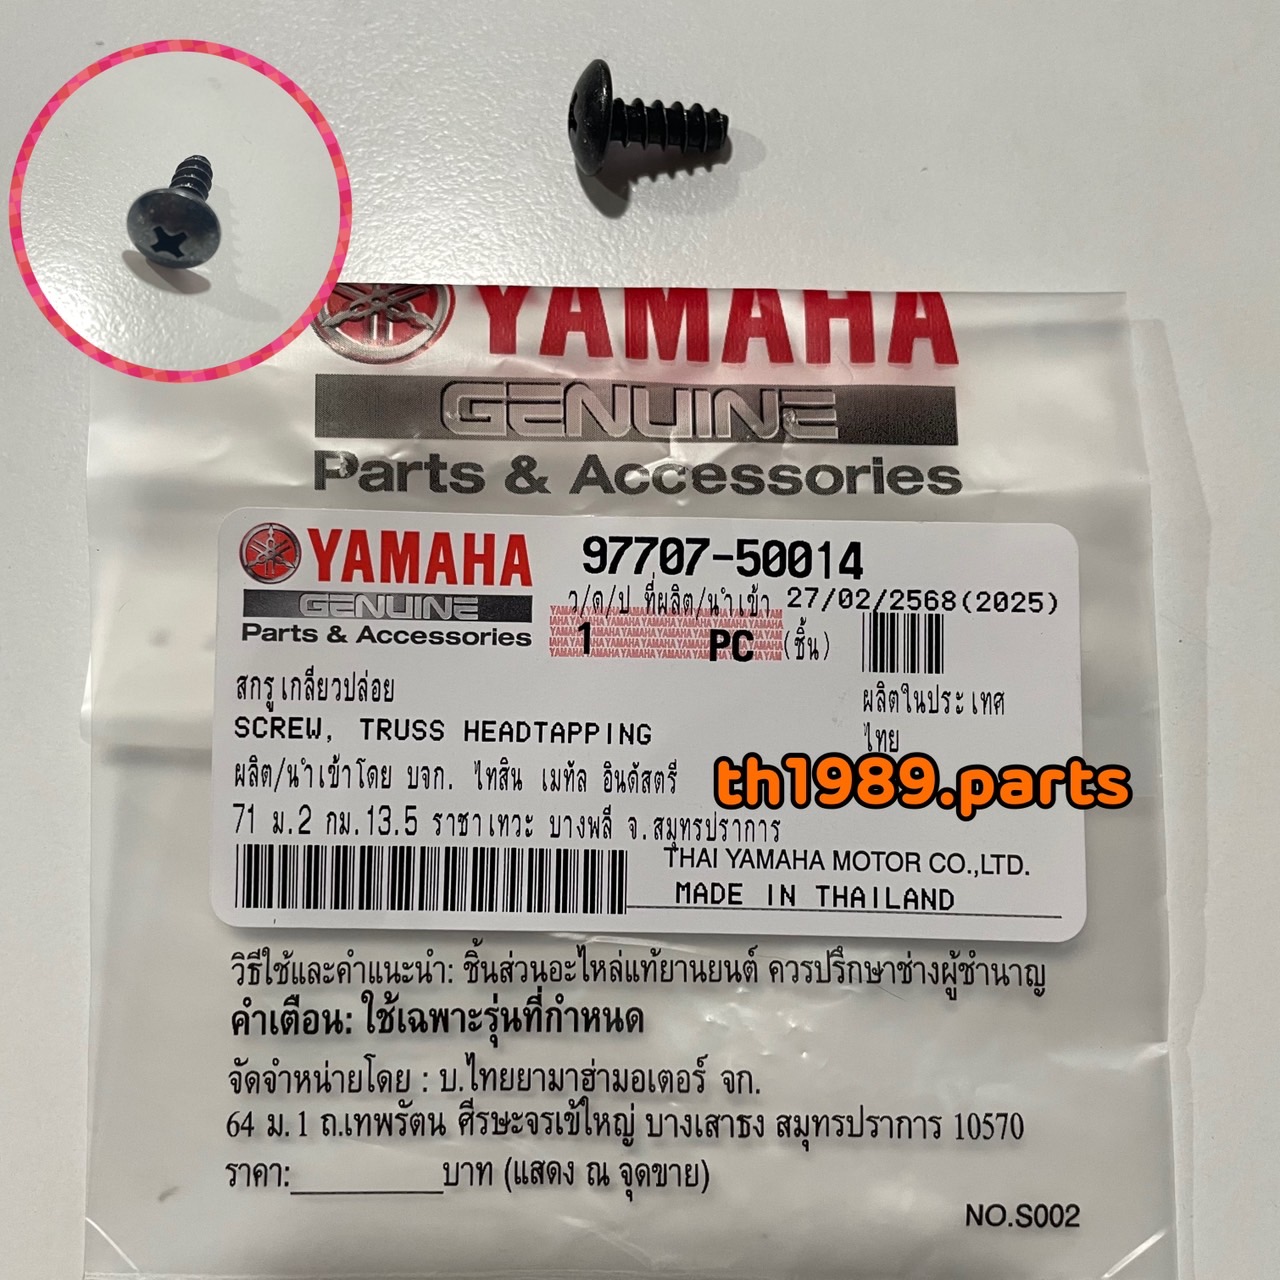 YAMAHA
GENUINE
Parts & Accessories
YAMAHA
GENUINE
Parts & Accessories
97707-50014
ว/ด/ป ที่ผลิต/นำเข้า 27/02/2568(2025)
1 PC (ชิ้น)
สกรูเกลียวปล่อย
SCREW, TRUSS HEADTAPPING
ผลิตในประเทศ
ไทย
ผลิต/นำเข้าโดย บจก. ไทสิน เมทัล อินดัสตรี
th1989.parts
71 ม.2 กม.13.5 ราชาเทวะ บางพลี จ.สมุทรปราการ
THAI YAMAHA MOTOR CO.,LTD.
MADE IN THAILAND
วิธีใช้และคำแนะนำ: ชิ้นส่วนอะไหล่แท้ยานยนต์ ควรปรึกษาช่างผู้ชำนาญ
คำเตือน: ใช้เฉพาะรุ่นที่กำหนด
จัดจำหน่ายโดย : บ.ไทยยามาฮ่ามอเตอร์ จก.
64 ม. 1 ถ.เทพรัตน ศีรษะจรเข้ใหญ่ บางเสาธง สมุทรปราการ 10570
ราคา:________บาท (แสดง ณ จุดขาย)
NO.S002